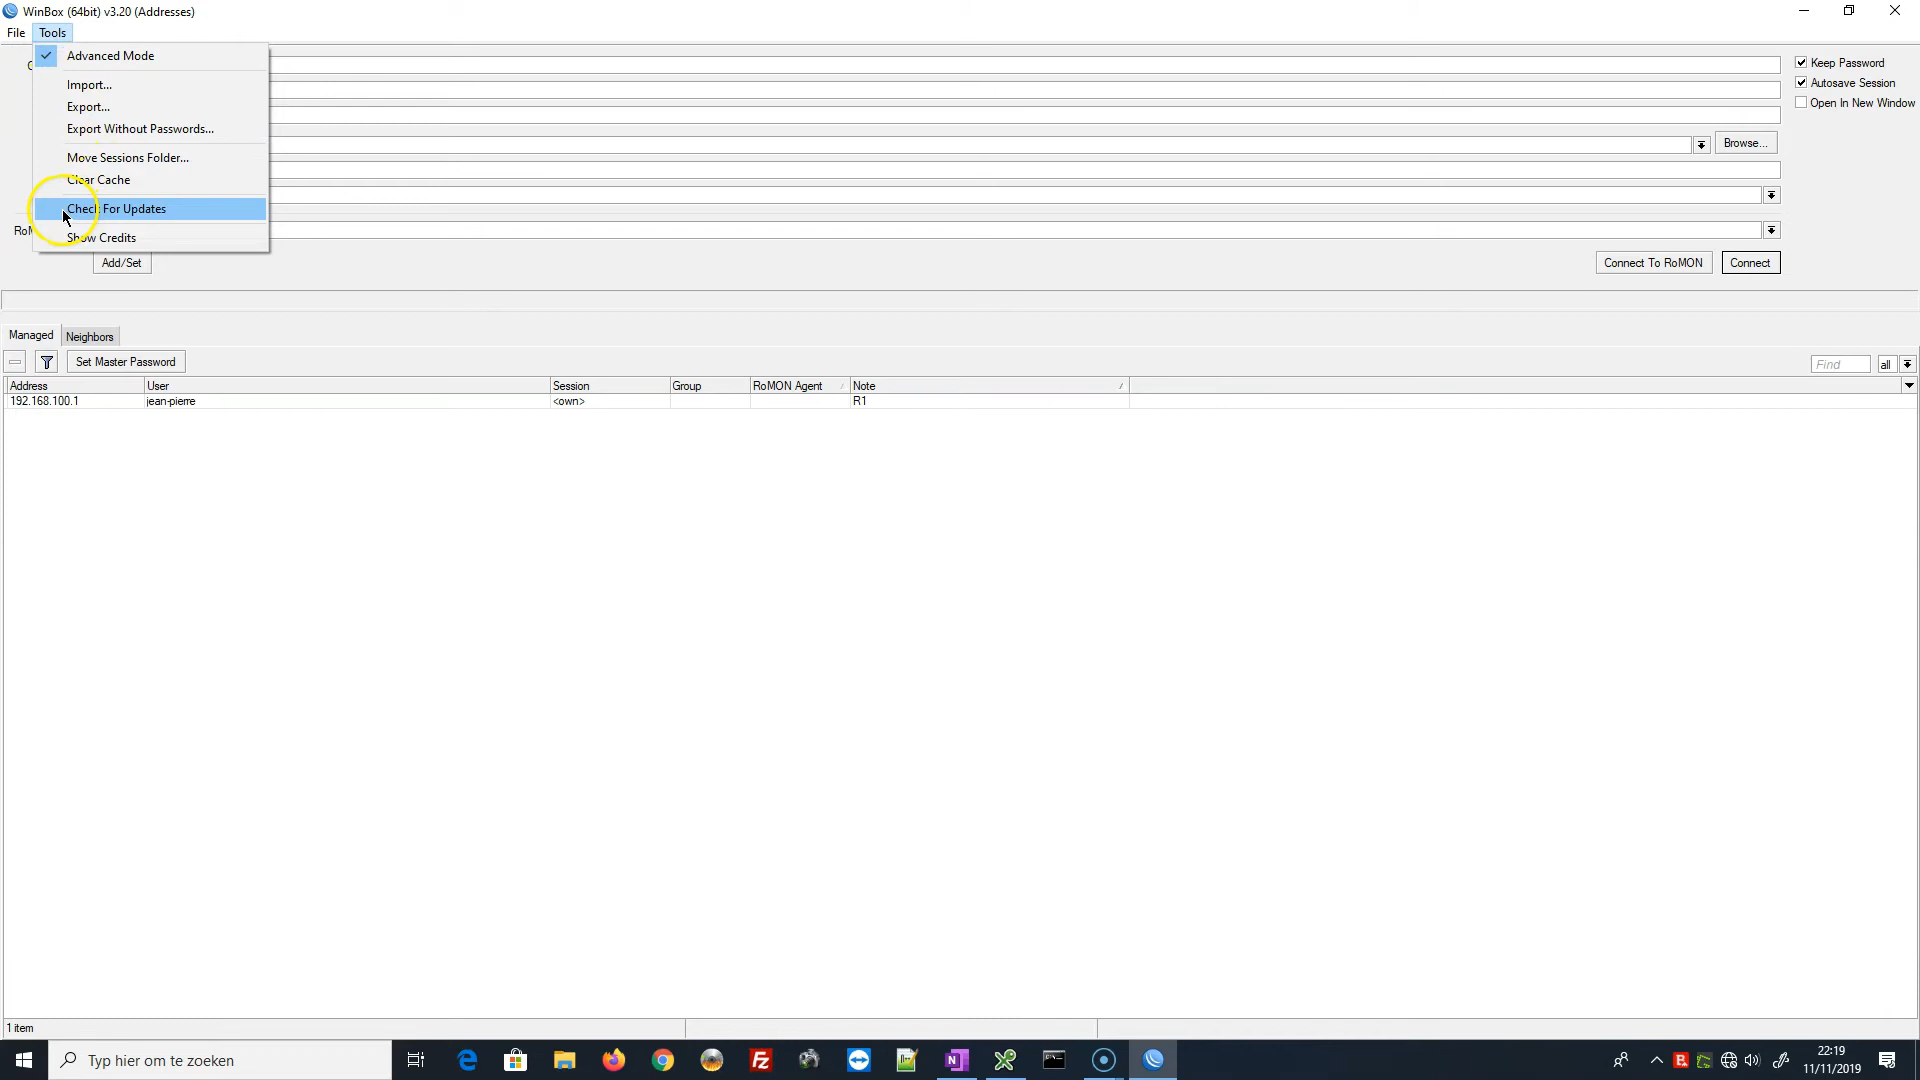 WinBox (64bit) v3.20 (Addresses)
File Tools
Advanced Mode
Import...
Export...
Export Without Passwords...
Move Sessions Folder...
Clear Cache
Check For Updates
Show Credits
Keep Password
Autosave Session
Open In New Window
Browse...
Add/Set
Connect To RoMON
Connect
Managed Neighbors
Set Master Password
Find
all
Address User Session Group RoMON Agent Note
192.168.100.1 jean-pierre <own> R1
1 item
Typ hier om te zoeken
22:19
11/11/2019